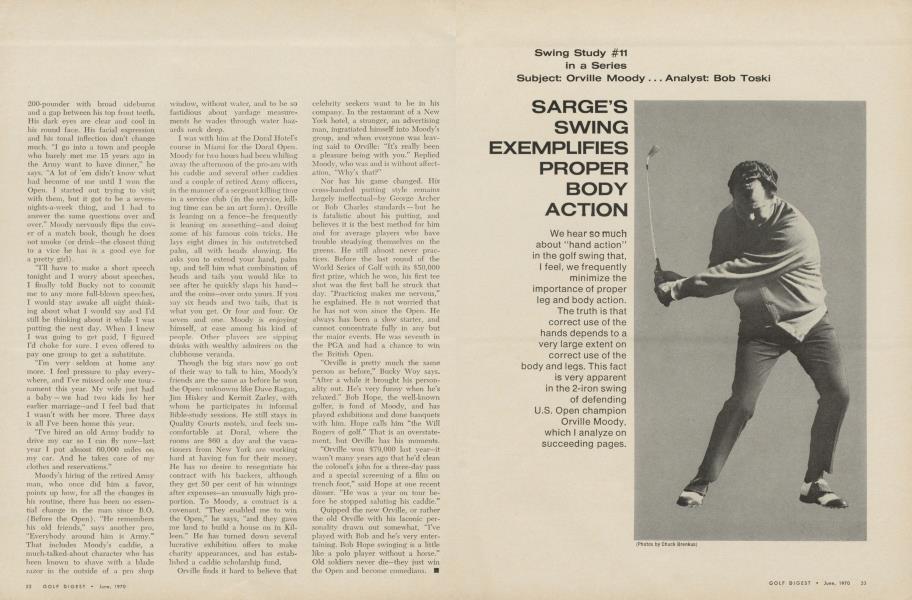 200-pounder with broad sideburns
and a gap between his top front teeth.
His dark eyes are clear and cool in
his round face. His facial expression
and his tonal inflection don't change
much. "I go into a town and people
who barely met me 15 years ago in
the Army want to have dinner," he
says. "A lot of 'em didn't know what
had become of me until I won the
Open. I started out trying to visit
with them, but it got to be a seven-
nights-a-week thing, and I had to
answer the same questions over and
over." Moody nervously flips the cov-
er of a match book, though he does
not smoke (or drink—the closest thing
to a vice he has is a good eye for
a pretty girl).
"I'll have to make a short speech
tonight and I worry about speeches,
I finally told Bucky not to commit
me to any more full-blown speeches,
I would stay awake all night think-
ing about what I would say and I'd
still be thinking about it while I was
putting the next day. When I knew
I was going to get paid, I figured
I'd choke for sure. I even offered to
pay one group to get a substitute.
"I'm very seldom at home any
more. I feel pressure to play every-
where, and I've missed only one tour-
nament this year. My wife just had
a baby—we had two kids by her
earlier marriage—and I feel bad that
I wasn't with her more. Three days
is all I've been home this year.
"I've hired an old Army buddy to
drive my car so I can fly now—last
year I put almost 60,000 miles on
my car. And he takes care of my
clothes and reservations."
Moody's hiring of the retired Army
man, who once did him a favor,
points up how, for all the changes in
his routine, there has been no essen-
tial change in the man since B.O.
(Before the Open). "He remembers
his old friends," says another pro,
"Everybody around him is Army."
That includes Moody's caddie, a
much-talked-about character who has
been known to shave with a blade
razor in the outside of a pro shop
window, without water, and to be so
fastidious about yardage measure-
ments he wades through water haz-
ards neck deep.
I was with him at the Doral Hotel's
course in Miami for the Doral Open.
Moody for two hours had been whiling
away the afternoon of the pro-am with
his caddie and several other caddies
and a couple of retired Army officers,
in the manner of a sergeant killing time
in a service club (in the service, kill-
ing time can be an art form). Orville
is leaning on a fence—he frequently
is leaning on something—and doing
some of his famous coin tricks. He
lays eight dimes in his outstretched
palm, all with heads showing. He
asks you to extend your hand, palm
up, and tell him what combination of
heads and tails you would like to
see after he quickly slaps his hand—
and the coins—over onto yours. If you
say six heads and two tails, that is
what you get. Or four and four. Or
seven and one. Moody is enjoying
himself, at ease among his kind of
people. Other players are sipping
drinks with wealthy admirers on the
clubhouse veranda.
Though the big stars now go out
of their way to talk to him, Moody's
friends are the same as before he won
the Open: unknowns like Dave Ragan,
Jim Hiskey and Kermit Zarley, with
whom he participates in informal
Bible-study sessions. He still stays in
Quality Courts motels, and feels un-
comfortable at Doral, where the
rooms are $60 a day and the vaca-
tioners from New York are working
hard at having fun for their money.
He has no desire to renegotiate his
contract with his backers, although
they get 50 per cent of his winnings
after expenses—an unusually high pro-
portion. To Moody, a contract is a
covenant. "They enabled me to win
the Open," he says, "and they gave
me land to build a house on in Kil-
leen." He has turned down several
lucrative exhibition offers to make
charity appearances, and has estab-
lished a caddie scholarship fund.
Orville finds it hard to believe that
celebrity seekers want to be in his
company. In the restaurant of a New
York hotel, a stranger, an advertising
man, ingratiated himself into Moody's
group, and when everyone was leav-
ing said to Orville: "It's really been
a pleasure being with you." Replied
Moody, who was and is without affect-
ation, "Why's that?"
Nor has his game changed. His
cross-handed putting style remains
largely ineffectual—by George Archer
or Bob Charles standards—but he
is fatalistic about his putting, and
believes it is the best method for him
and for average players who have
trouble steadying themselves on the
greens. He still almost never prac-
tices. Before the last round of the
World Series of Golf with its $50,000
first prize, which he won, his first tee
shot was the first ball he struck that
day. "Practicing makes me nervous,"
he explained. He is not worried that
he has not won since the Open. He
has always been a slow starter, and
cannot concentrate fully in any but
the major events. He was seventh in
the PGA and had a chance to win
the British Open.
"Orville is pretty much the same
person as before," Bucky Woy says.
"After a while it brought his person-
ality out. He's very funny when he's
relaxed." Bob Hope, the well-known
golfer, is fond of Moody, and has
played exhibitions and done banquets
with him. Hope calls him "the Will
Rogers of golf." That is an overstate-
ment, but Orville has his moments.
"Orville won $79,000 last year—it
wasn't many years ago that he'd clean
the colonel's john for a three-day pass
and a special screening of a film on
trench foot," said Hope at one recent
dinner. "He was a year on tour be-
fore he stopped saluting his caddie."
Quipped the new Orville, or rather
the old Orville with his laconic per-
sonality drawn out somewhat, "I've
played with Bob and he's very enter-
taining. Bob Hope swinging is a little
like a polo player without a horse."
Old soldiers never die—they just win
the Open and become comedians. ■
22 GOLF DIGEST • June, 1970
Swing Study #11
in a Series
Subject: Orville Moody . . . Analyst: Bob Toski
SARGE'S
SWING
EXEMPLIFIES
PROPER
BODY
ACTION
We hear so much
about "hand action"
in the golf swing that,
I feel, we frequently
minimize the
importance of proper
leg and body action.
The truth is that
correct use of the
hands depends to a
very large extent on
correct use of the
body and legs. This fact
is very apparent
in the 2-iron swing
of defending
U.S. Open champion
Orville Moody,
which I analyze on
succeeding pages.
(Photos by Chuck Brenkus)
GOLF DIGEST • June, 1970 23